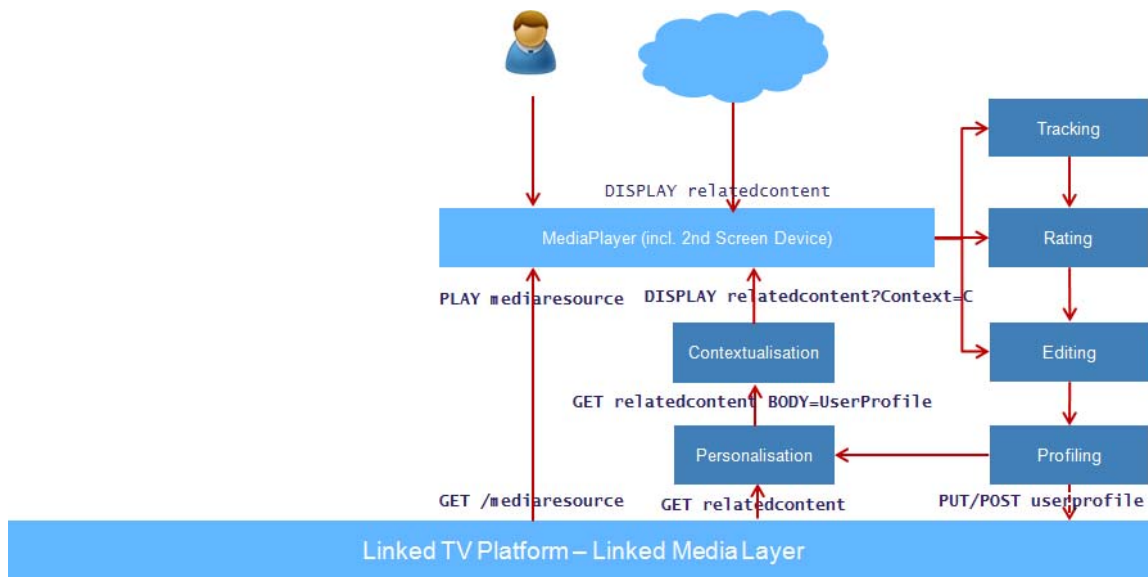 Tracking
DISPLAY relatedcontent
MediaPlayer (incl. 2nd Screen Device)
Rating
PLAY mediaresource
DISPLAY relatedcontent?Context=C
Contextualisation
Editing
GET relatedcontent BODY=UserProfile
Personalisation
Profiling
GET /mediaresource
GET relatedcontent
PUT/POST userprofile
Linked TV Platform – Linked Media Layer